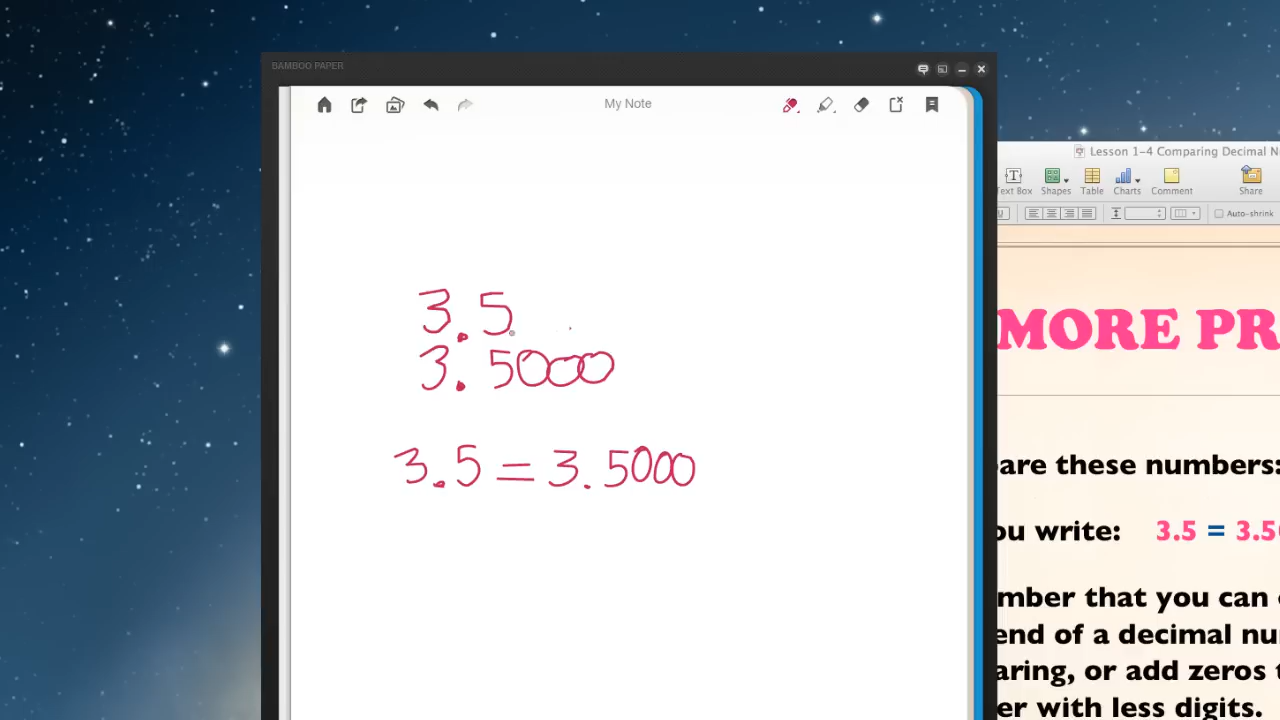 BAMBOO PAPER
My Note
Lesson 1–4 Comparing Decimal
Text Box Shapes Table Charts Comment Share
Auto-shrink
3.5
3.5000
3.5 = 3.5000
MORE PR
are these numbers:
ou write: 3.5 = 3.5
mber that you can
end of a decimal nu
aring, or add zeros t
er with less digits.